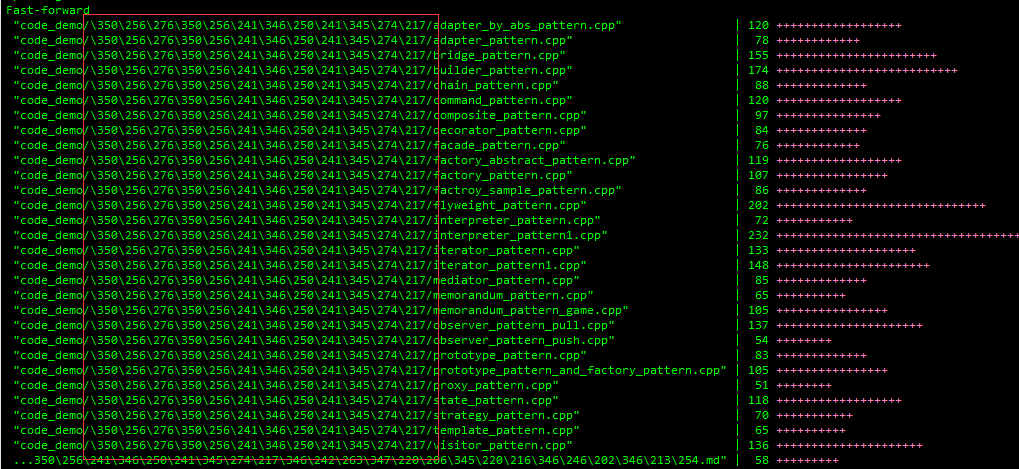 Fast-forward
"code_demo/\350\256\276\350\256\241\346\250\241\345\274\217/adapter_by_abs_pattern.cpp" | 120 ++++++++++++++++++
"code_demo/\350\256\276\350\256\241\346\250\241\345\274\217/adapter_pattern.cpp" | 78 ++++++++++++
"code_demo/\350\256\276\350\256\241\346\250\241\345\274\217/bridge_pattern.cpp" | 155 +++++++++++++++++++++++
"code_demo/\350\256\276\350\256\241\346\250\241\345\274\217/builder_pattern.cpp" | 174 ++++++++++++++++++++++++++
"code_demo/\350\256\276\350\256\241\346\250\241\345\274\217/chain_pattern.cpp" | 88 +++++++++++++
"code_demo/\350\256\276\350\256\241\346\250\241\345\274\217/command_pattern.cpp" | 120 ++++++++++++++++++
"code_demo/\350\256\276\350\256\241\346\250\241\345\274\217/composite_pattern.cpp" | 97 +++++++++++++++
"code_demo/\350\256\276\350\256\241\346\250\241\345\274\217/decorator_pattern.cpp" | 84 +++++++++++++
"code_demo/\350\256\276\350\256\241\346\250\241\345\274\217/facade_pattern.cpp" | 76 ++++++++++++
"code_demo/\350\256\276\350\256\241\346\250\241\345\274\217/factory_abstract_pattern.cpp" | 119 ++++++++++++++++++
"code_demo/\350\256\276\350\256\241\346\250\241\345\274\217/factory_pattern.cpp" | 107 ++++++++++++++++
"code_demo/\350\256\276\350\256\241\346\250\241\345\274\217/factroy_sample_pattern.cpp" | 86 +++++++++++++
"code_demo/\350\256\276\350\256\241\346\250\241\345\274\217/flyweight_pattern.cpp" | 202 ++++++++++++++++++++++++++++++
"code_demo/\350\256\276\350\256\241\346\250\241\345\274\217/interpreter_pattern.cpp" | 72 +++++++++++
"code_demo/\350\256\276\350\256\241\346\250\241\345\274\217/interpreter_pattern1.cpp" | 232 +++++++++++++++++++++++++++++++++++
"code_demo/\350\256\276\350\256\241\346\250\241\345\274\217/iterator_pattern.cpp" | 133 ++++++++++++++++++++
"code_demo/\350\256\276\350\256\241\346\250\241\345\274\217/iterator_pattern1.cpp" | 148 ++++++++++++++++++++++
"code_demo/\350\256\276\350\256\241\346\250\241\345\274\217/mediator_pattern.cpp" | 85 +++++++++++++
"code_demo/\350\256\276\350\256\241\346\250\241\345\274\217/memorandum_pattern.cpp" | 65 ++++++++++
"code_demo/\350\256\276\350\256\241\346\250\241\345\274\217/memorandum_pattern_game.cpp" | 105 ++++++++++++++++
"code_demo/\350\256\276\350\256\241\346\250\241\345\274\217/observer_pattern_pull.cpp" | 137 +++++++++++++++++++++
"code_demo/\350\256\276\350\256\241\346\250\241\345\274\217/observer_pattern_push.cpp" | 54 ++++++++
"code_demo/\350\256\276\350\256\241\346\250\241\345\274\217/prototype_pattern.cpp" | 83 +++++++++++++
"code_demo/\350\256\276\350\256\241\346\250\241\345\274\217/prototype_pattern_and_factory_pattern.cpp" | 105 ++++++++++++++++
"code_demo/\350\256\276\350\256\241\346\250\241\345\274\217/proxy_pattern.cpp" | 51 ++++++++
"code_demo/\350\256\276\350\256\241\346\250\241\345\274\217/state_pattern.cpp" | 118 ++++++++++++++++++
"code_demo/\350\256\276\350\256\241\346\250\241\345\274\217/strategy_pattern.cpp" | 70 +++++++++++
"code_demo/\350\256\276\350\256\241\346\250\241\345\274\217/template_pattern.cpp" | 65 ++++++++++
"code_demo/\350\256\276\350\256\241\346\250\241\345\274\217/visitor_pattern.cpp" | 136 +++++++++++++++++++++
...350\256\241\346\250\241\345\274\217\346\242\263\347\220\206\345\220\216\346\246\202\346\213\254.md" | 58 +++++++++